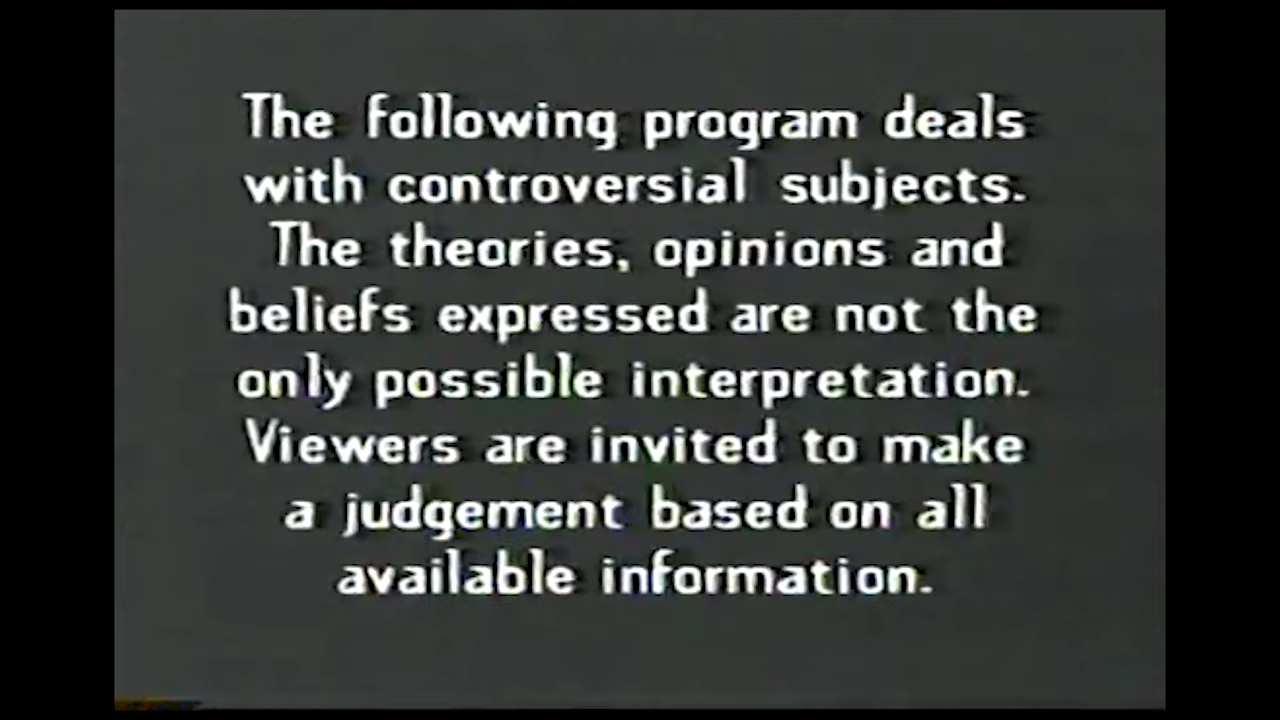 The following program deals
with controversial subjects.
The theories, opinions and
beliefs expressed are not the
only possible interpretation.
Viewers are invited to make
a judgement based on all
available information.